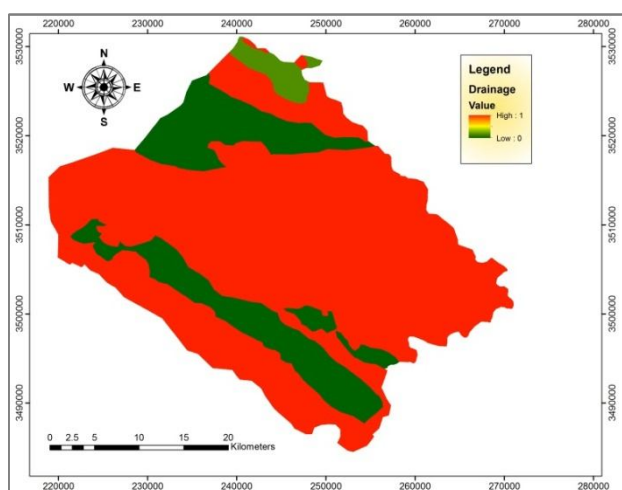 220000 230000 240000 250000 260000 270000 280000
3530000
3520000
3510000
3500000
3490000
N
W E
S
Legend
Drainage
Value
High : 1
Low : 0
3530000
3520000
3510000
3500000
3490000
0 2.5 5 10 15 20
Kilometers
220000 230000 240000 250000 260000 270000 280000